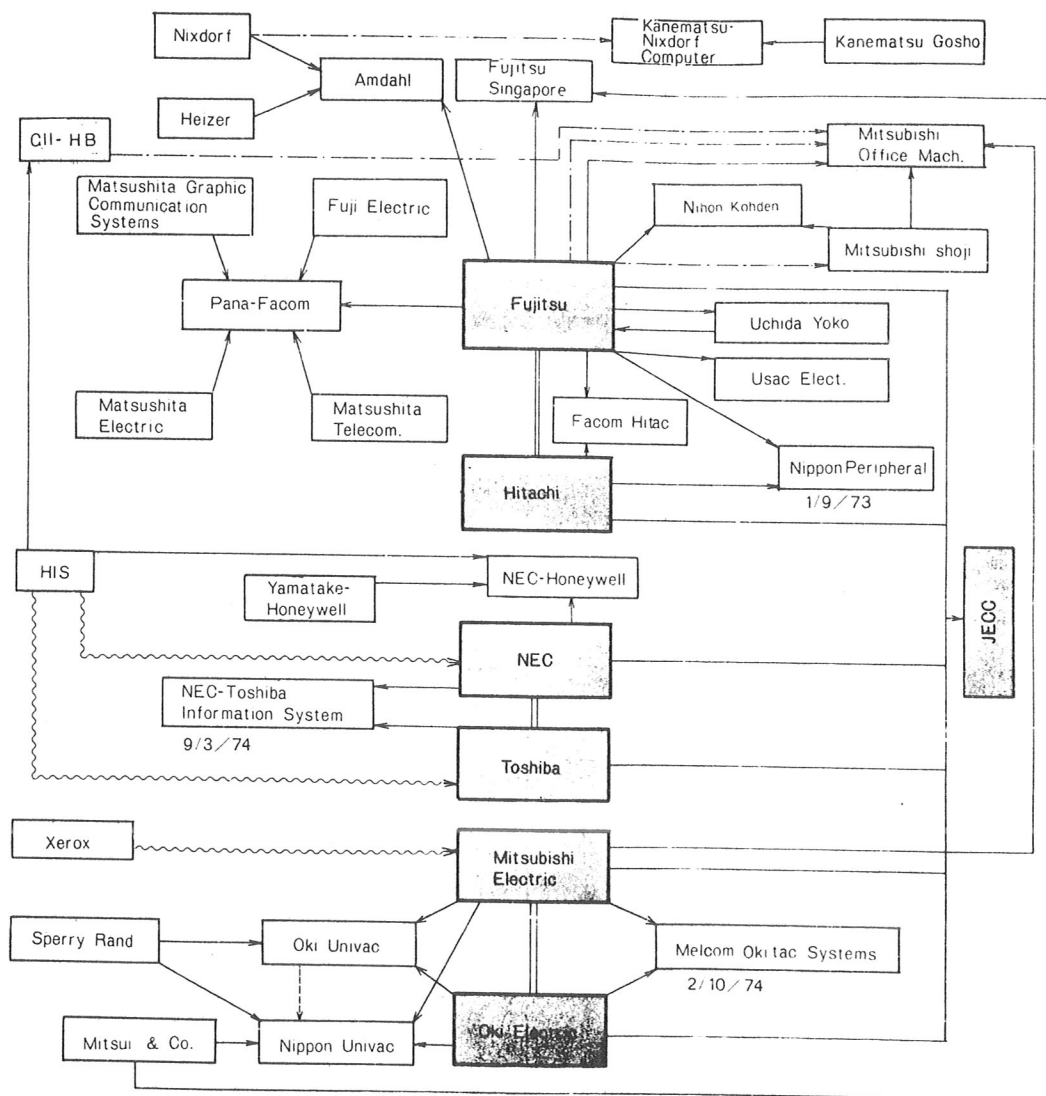 Nixdorf
Kanematsu-
Nixdorf
Computer
Kanematsu Gosho
Amdahl
Fujitsu
Singapore
Heizer
CII-HB
Mitsubishi
Office Mach.
Matsushita Graphic
Communication
Systems
Fuji Electric
Nihon Kohden
Mitsubishi shoji
Pana-Facom
Fujitsu
Uchida Yoko
Usac Elect.
Matsushita
Electric
Matsushita
Telecom.
Facom Hitac
Nippon Peripheral
1/9/73
Hitachi
HIS
NEC-Honeywell
Yamatake-
Honeywell
JECC
NEC
NEC-Toshiba
Information System
9/3/74
Toshiba
Xerox
Mitsubishi
Electric
Sperry Rand
Oki Univac
Melcom Okitac Systems
2/10/74
Oki Electric
Mitsui & Co.
Nippon Univac